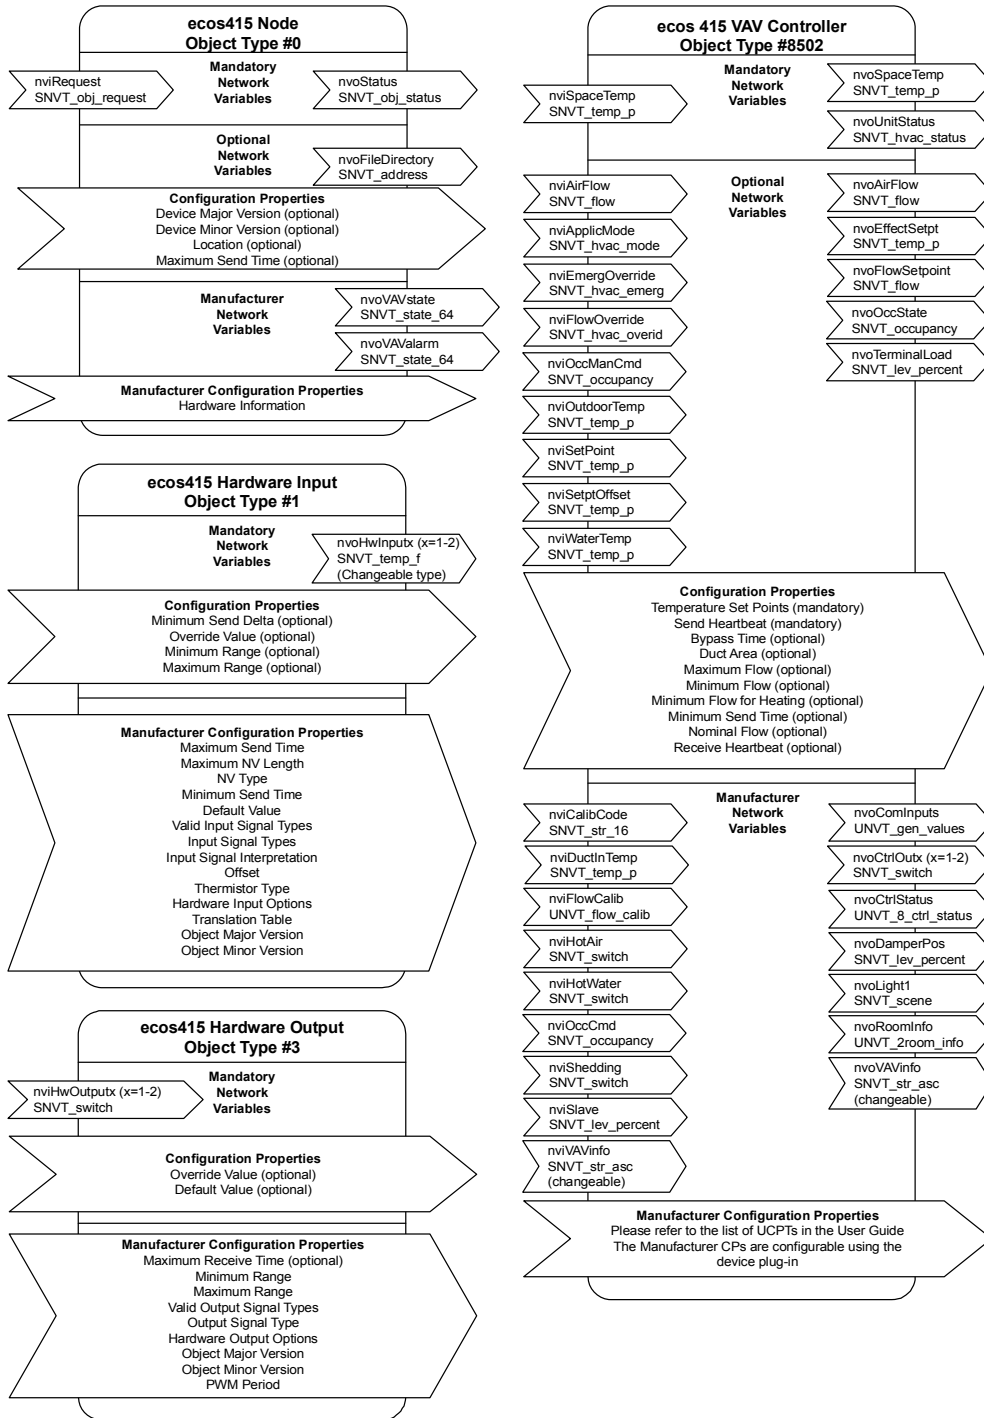 ecos415 Node
Object Type #0
Mandatory
Network
Variables
nviRequest
SNVT_obj_request
nvoStatus
SNVT_obj_status
Optional
Network
Variables
nvoFileDirectory
SNVT_address
Configuration Properties
Device Major Version (optional)
Device Minor Version (optional)
Location (optional)
Maximum Send Time (optional)
Manufacturer
Network
Variables
nvoVAVstate
SNVT_state_64
nvoVAValarm
SNVT_state_64
Manufacturer Configuration Properties
Hardware Information
ecos415 Hardware Input
Object Type #1
Mandatory
Network
Variables
nvoHwInputx (x=1-2)
SNVT_temp_f
(Changeable type)
Configuration Properties
Minimum Send Delta (optional)
Override Value (optional)
Minimum Range (optional)
Maximum Range (optional)
Manufacturer Configuration Properties
Maximum Send Time
Maximum NV Length
NV Type
Minimum Send Time
Default Value
Valid Input Signal Types
Input Signal Types
Input Signal Interpretation
Offset
Thermistor Type
Hardware Input Options
Translation Table
Object Major Version
Object Minor Version
ecos415 Hardware Output
Object Type #3
Mandatory
Network
Variables
nviHwOutputx (x=1-2)
SNVT_switch
Configuration Properties
Override Value (optional)
Default Value (optional)
Manufacturer Configuration Properties
Maximum Receive Time (optional)
Minimum Range
Maximum Range
Valid Output Signal Types
Output Signal Type
Hardware Output Options
Object Major Version
Object Minor Version
PWM Period
ecos 415 VAV Controller
Object Type #8502
Mandatory
Network
Variables
nviSpaceTemp
SNVT_temp_p
nvoSpaceTemp
SNVT_temp_p
nvoUnitStatus
SNVT_hvac_status
Optional
Network
Variables
nviAirFlow
SNVT_flow
nviApplicMode
SNVT_hvac_mode
nviEmergOverride
SNVT_hvac_emerg
nviFlowOverride
SNVT_hvac_overid
nviOccManCmd
SNVT_occupancy
nviOutdoorTemp
SNVT_temp_p
nviSetPoint
SNVT_temp_p
nviSetptOffset
SNVT_temp_p
nviWaterTemp
SNVT_temp_p
nvoAirFlow
SNVT_flow
nvoEffectSetpt
SNVT_temp_p
nvoFlowSetpoint
SNVT_flow
nvoOccState
SNVT_occupancy
nvoTerminalLoad
SNVT_lev_percent
Configuration Properties
Temperature Set Points (mandatory)
Send Heartbeat (mandatory)
Bypass Time (optional)
Duct Area (optional)
Maximum Flow (optional)
Minimum Flow (optional)
Minimum Flow for Heating (optional)
Minimum Send Time (optional)
Nominal Flow (optional)
Receive Heartbeat (optional)
Manufacturer
Network
Variables
nviCalibCode
SNVT_str_16
nviDuctInTemp
SNVT_temp_p
nviFlowCalib
UNVT_flow_calib
nviHotAir
SNVT_switch
nviHotWater
SNVT_switch
nviOccCmd
SNVT_occupancy
nviShedding
SNVT_switch
nviSlave
SNVT_lev_percent
nviVAVinfo
SNVT_str_asc
(changeable)
nvoComInputs
UNVT_gen_values
nvoCtrlOutx (x=1-2)
SNVT_switch
nvoCtrlStatus
UNVT_8_ctrl_status
nvoDamperPos
SNVT_lev_percent
nvoLight1
SNVT_scene
nvoRoomInfo
UNVT_2room_info
nvoVAVinfo
SNVT_str_asc
(changeable)
Manufacturer Configuration Properties
Please refer to the list of UCPTs in the User Guide
The Manufacturer CPs are configurable using the
device plug-in